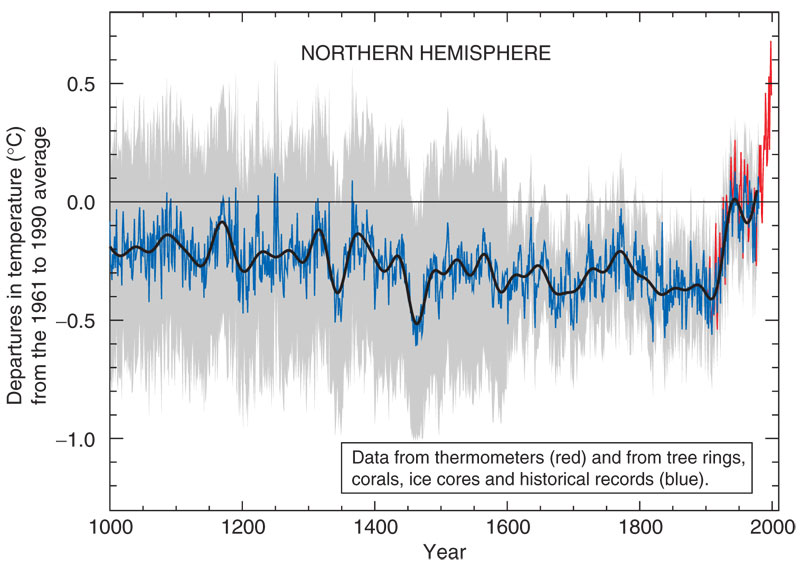 NORTHERN HEMISPHERE
Departures in temperature (°C)
from the 1961 to 1990 average
0.5
0.0
−0.5
−1.0
Data from thermometers (red) and from tree rings,
corals, ice cores and historical records (blue).
1000 1200 1400 1600 1800 2000
Year